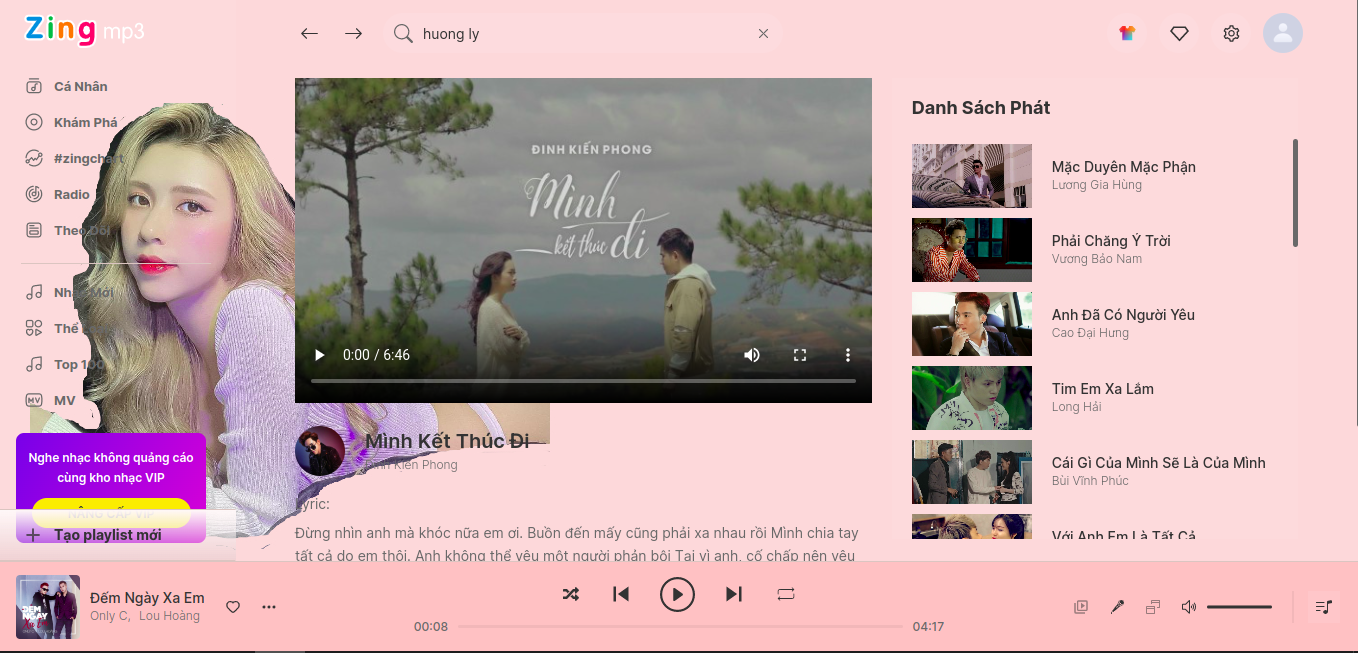 Zing mp3
huong ly
Cá Nhân
Khám Phá
#zingchart
Radio
Theo Dõi
Nhạc Mới
Thể
Top 100
MV
Nghe nhạc không quảng cáo
cùng kho nhạc VIP
NÂNG CẤP VIP
Tạo playlist mới
ĐINH KIẾN PHONG
Mình
kết thúc đi
0:00 / 6:46
Mình Kết Thúc Đi
Đinh Kiến Phong
Lyric:
Đừng nhìn anh mà khóc nữa em ơi. Buồn đến mấy cũng phải xa nhau rồi Mình chia tay
tất cả do em thôi. Anh không thể yêu một người phản bội Tại vì anh, cố chấp nên yêu
Danh Sách Phát
Mặc Duyên Mặc Phận
Lương Gia Hùng
Phải Chăng Ý Trời
Vương Bảo Nam
Anh Đã Có Người Yêu
Cao Đại Hưng
Tìm Em Xa Lắm
Long Hải
Cái Gì Của Mình Sẽ Là Của Mình
Bùi Vĩnh Phúc
Với Anh Em Là Tất Cả
ĐẾM
NGÀY
Xa Em
Đếm Ngày Xa Em
Only C, Lou Hoàng
00:08
04:17